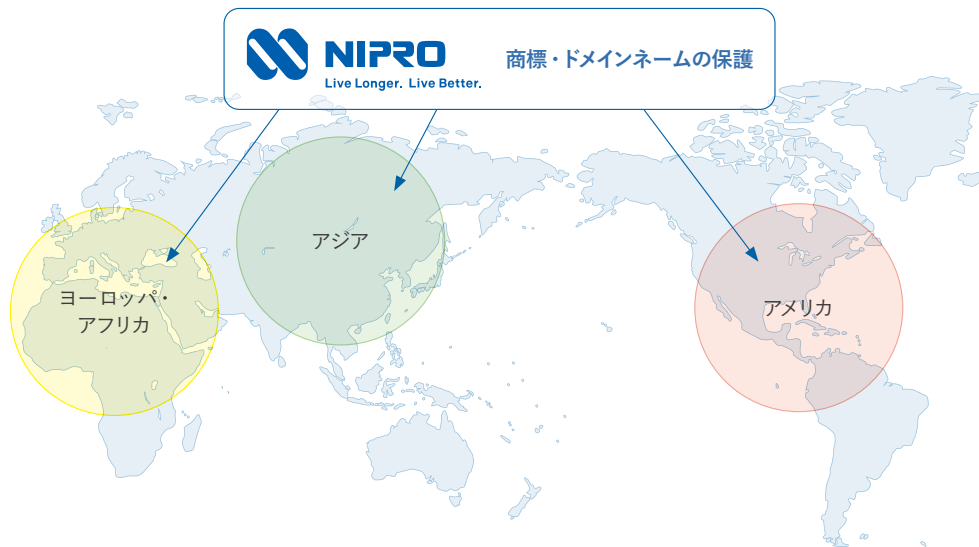 NIPRO
Live Longer. Live Better.
商標・ドメインネームの保護
アジア
ヨーロッパ・
アフリカ
アメリカ